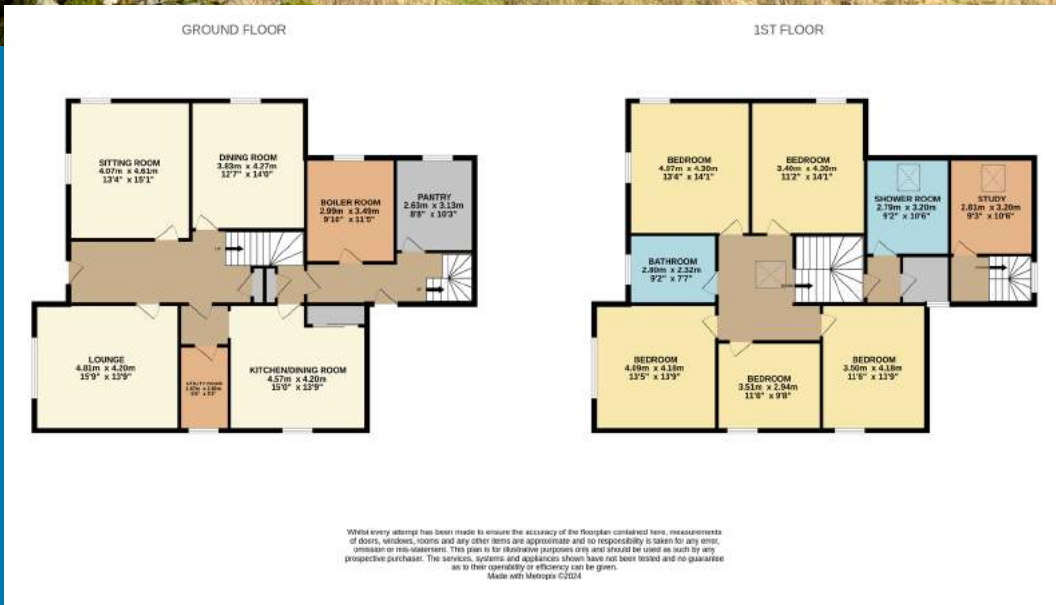 GROUND FLOOR
1ST FLOOR
SITTING ROOM
4.07m x 4.61m
13'4" x 15'1"
DINING ROOM
3.83m x 4.27m
12'7" x 14'0"
BOILER ROOM
2.99m x 3.49m
9'10" x 11'5"
PANTRY
2.63m x 3.13m
8'8" x 10'3"
LOUNGE
4.81m x 4.20m
15'9" x 13'9"
UTILITY ROOM
KITCHEN/DINING ROOM
4.57m x 4.20m
15'0" x 13'9"
BEDROOM
4.07m x 4.30m
13'4" x 14'1"
BEDROOM
3.40m x 4.30m
11'2" x 14'1"
SHOWER ROOM
2.79m x 3.20m
9'2" x 10'6"
STUDY
2.81m x 3.20m
9'3" x 10'6"
BATHROOM
2.80m x 2.32m
9'2" x 7'7"
BEDROOM
4.09m x 4.18m
13'5" x 13'9"
BEDROOM
3.51m x 2.94m
11'6" x 9'8"
BEDROOM
3.50m x 4.18m
11'6" x 13'9"
Whilst every attempt has been made to ensure the accuracy of the floorplan contained here, measurements
of doors, windows, rooms and any other items are approximate and no responsibility is taken for any error,
omission or mis-statement. This plan is for illustrative purposes only and should be used as such by any
prospective purchaser. The services, systems and appliances shown have not been tested and no guarantee
as to their operability or efficiency can be given.
Made with Metropix ©2024